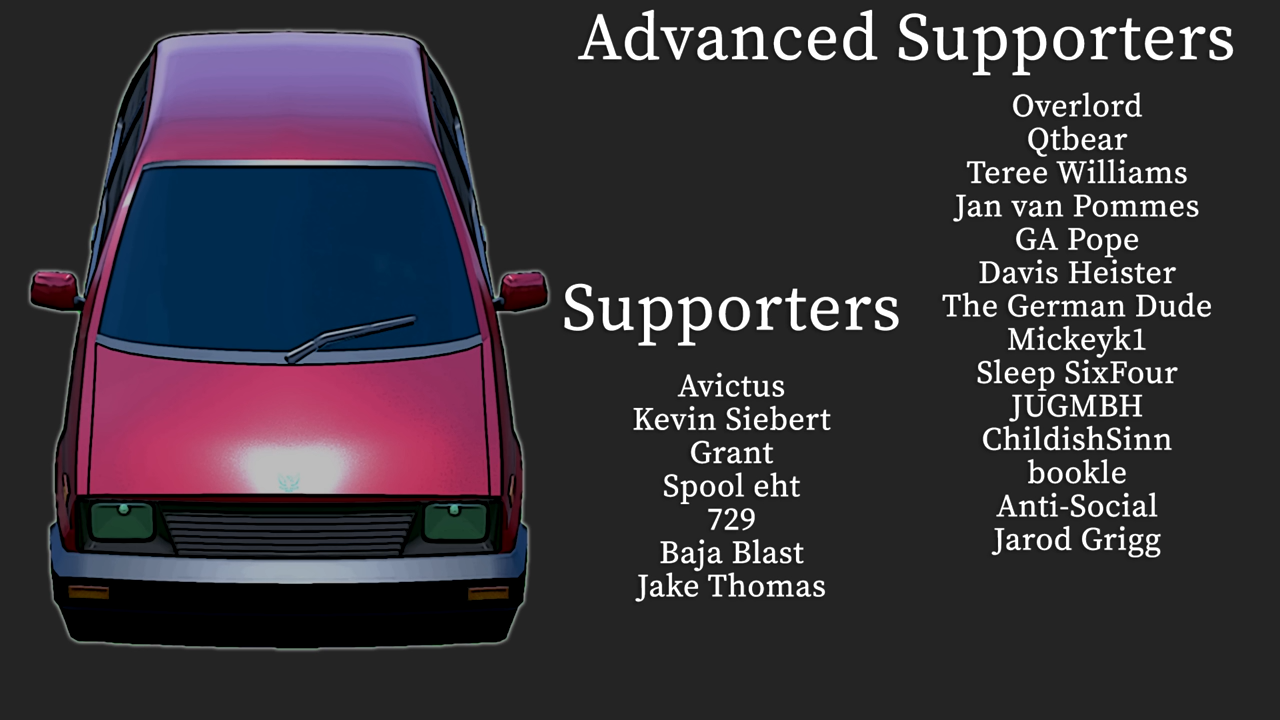 Advanced Supporters
Overlord
Qtbear
Teree Williams
Jan van Pommes
GA Pope
Davis Heister
The German Dude
Mickeyk1
Sleep SixFour
JUGMBH
ChildishSinn
bookle
Anti-Social
Jarod Grigg
Supporters
Avictus
Kevin Siebert
Grant
Spool eht
729
Baja Blast
Jake Thomas